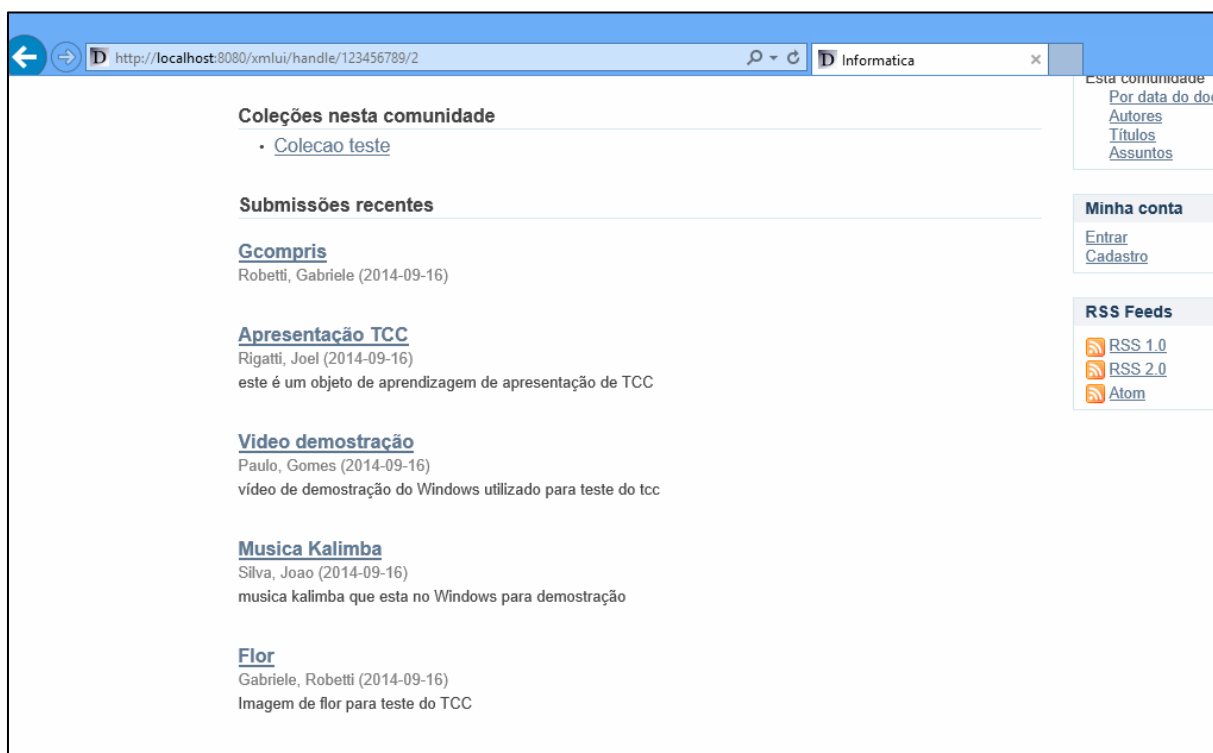 http://localhost:8080/xmlui/handle/123456789/2
Informatica
Coleções nesta comunidade
• Colecao teste
Submissões recentes
Gcompris
Robetti, Gabriele (2014-09-16)
Apresentação TCC
Rigatti, Joel (2014-09-16)
este é um objeto de aprendizagem de apresentação de TCC
Video demostração
Paulo, Gomes (2014-09-16)
vídeo de demostração do Windows utilizado para teste do tcc
Musica Kalimba
Silva, Joao (2014-09-16)
musica kalimba que esta no Windows para demostração
Flor
Gabriele, Robetti (2014-09-16)
Imagem de flor para teste do TCC
Esta comunidade
Por data do do
Autores
Títulos
Assuntos
Minha conta
Entrar
Cadastro
RSS Feeds
RSS 1.0
RSS 2.0
Atom